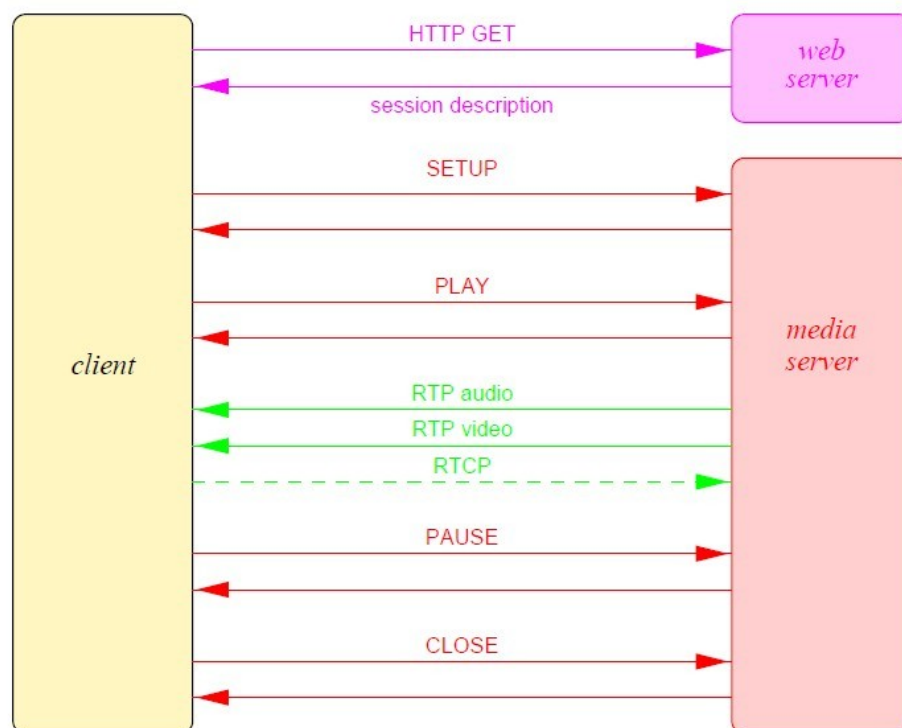 HTTP GET
web
server
session description
SETUP
PLAY
client
media
server
RTP audio
RTP video
RTCP
PAUSE
CLOSE